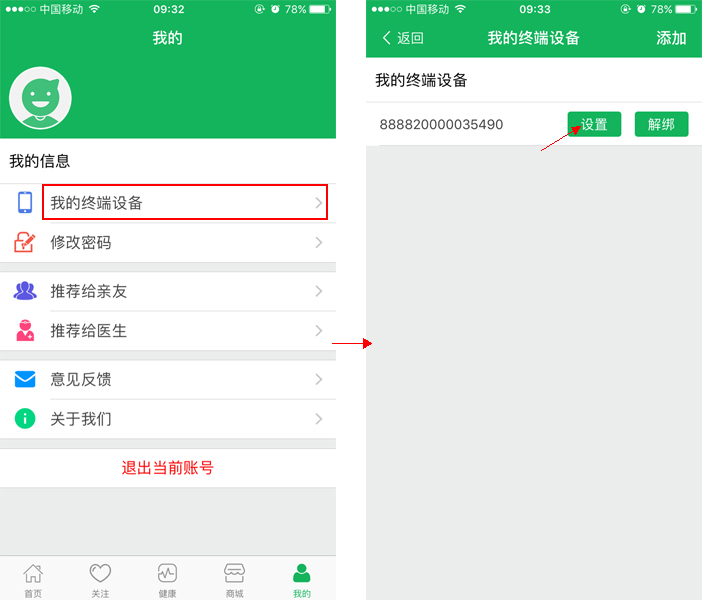 中国移动 09:32 78%
我的
我的信息
我的终端设备
修改密码
推荐给亲友
推荐给医生
意见反馈
关于我们
退出当前账号
首页 关注 健康 商城 我的
中国移动 09:33 78%
返回 我的终端设备 添加
我的终端设备
888820000035490 设置 解绑